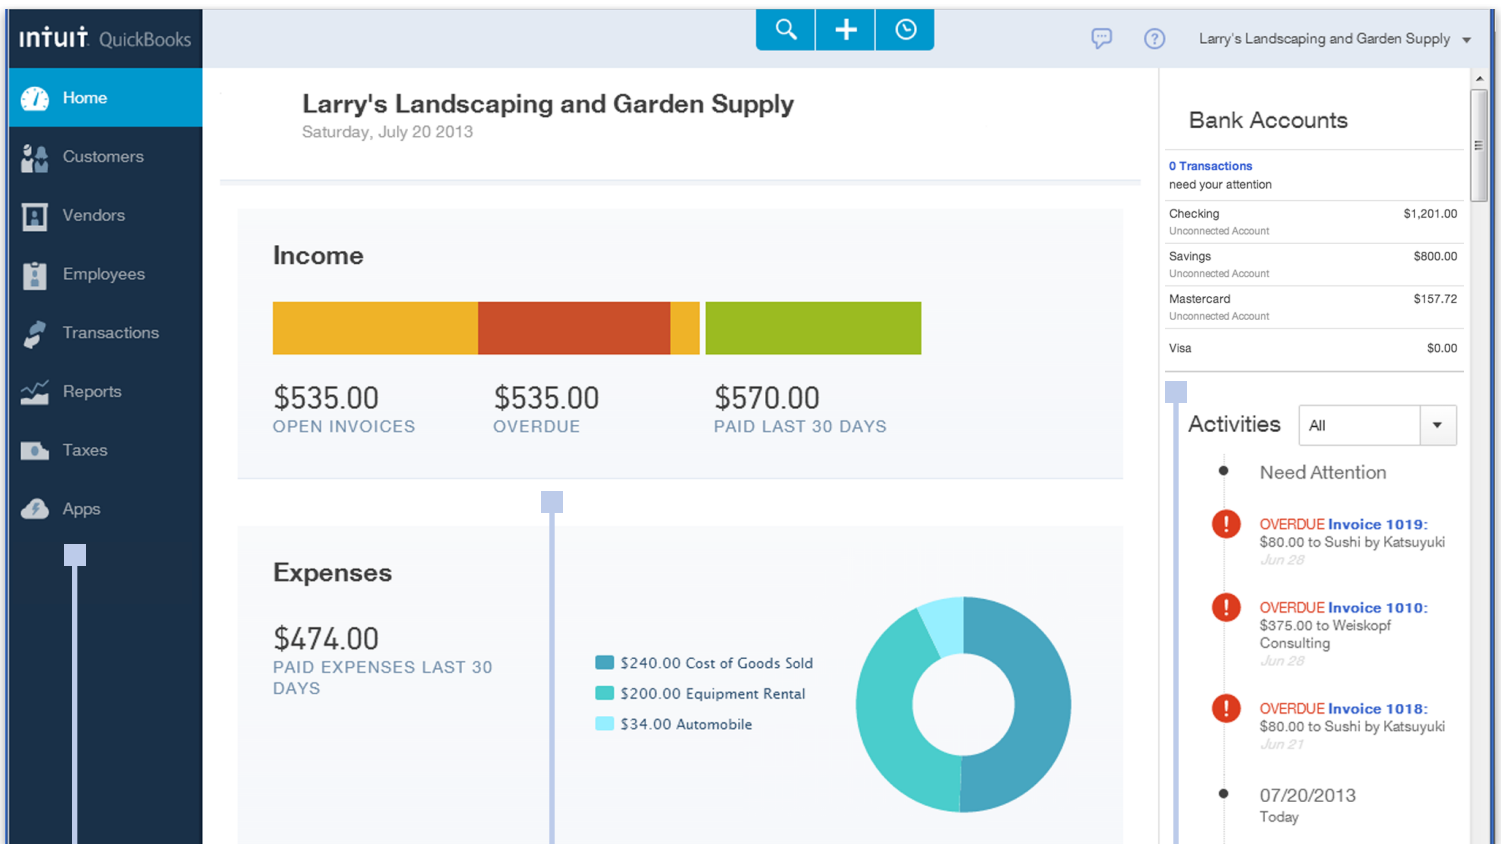 intuit QuickBooks
Larry's Landscaping and Garden Supply
Home
Customers
Vendors
Employees
Transactions
Reports
Taxes
Apps
Larry's Landscaping and Garden Supply
Saturday, July 20 2013
Income
$535.00 $535.00 $570.00
OPEN INVOICES OVERDUE PAID LAST 30 DAYS
Expenses
$474.00
PAID EXPENSES LAST 30
DAYS
$240.00 Cost of Goods Sold
$200.00 Equipment Rental
$34.00 Automobile
Bank Accounts
0 Transactions
need your attention
Checking $1,201.00
Unconnected Account
Savings $800.00
Unconnected Account
Mastercard $157.72
Unconnected Account
Visa $0.00
Activities All
Need Attention
OVERDUE Invoice 1019:
$80.00 to Sushi by Katsuyuki
Jun 28
OVERDUE Invoice 1010:
$375.00 to Weiskopf
Consulting
Jun 28
OVERDUE Invoice 1018:
$80.00 to Sushi by Katsuyuki
Jun 21
07/20/2013
Today